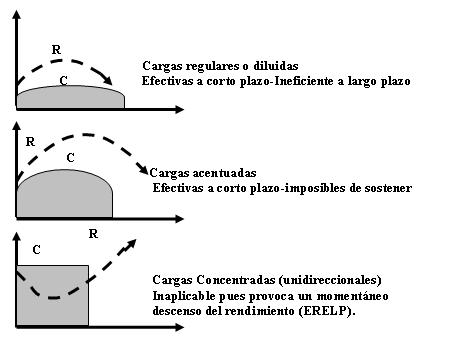 R
C
Cargas regulares o diluidas
Efectivas a corto plazo-Ineficiente a largo plazo
R
C
Cargas acentuadas
Efectivas a corto plazo-imposibles de sostener
C
R
Cargas Concentradas (unidireccionales)
Inaplicable pues provoca un momentáneo
descenso del rendimiento (ERELP).